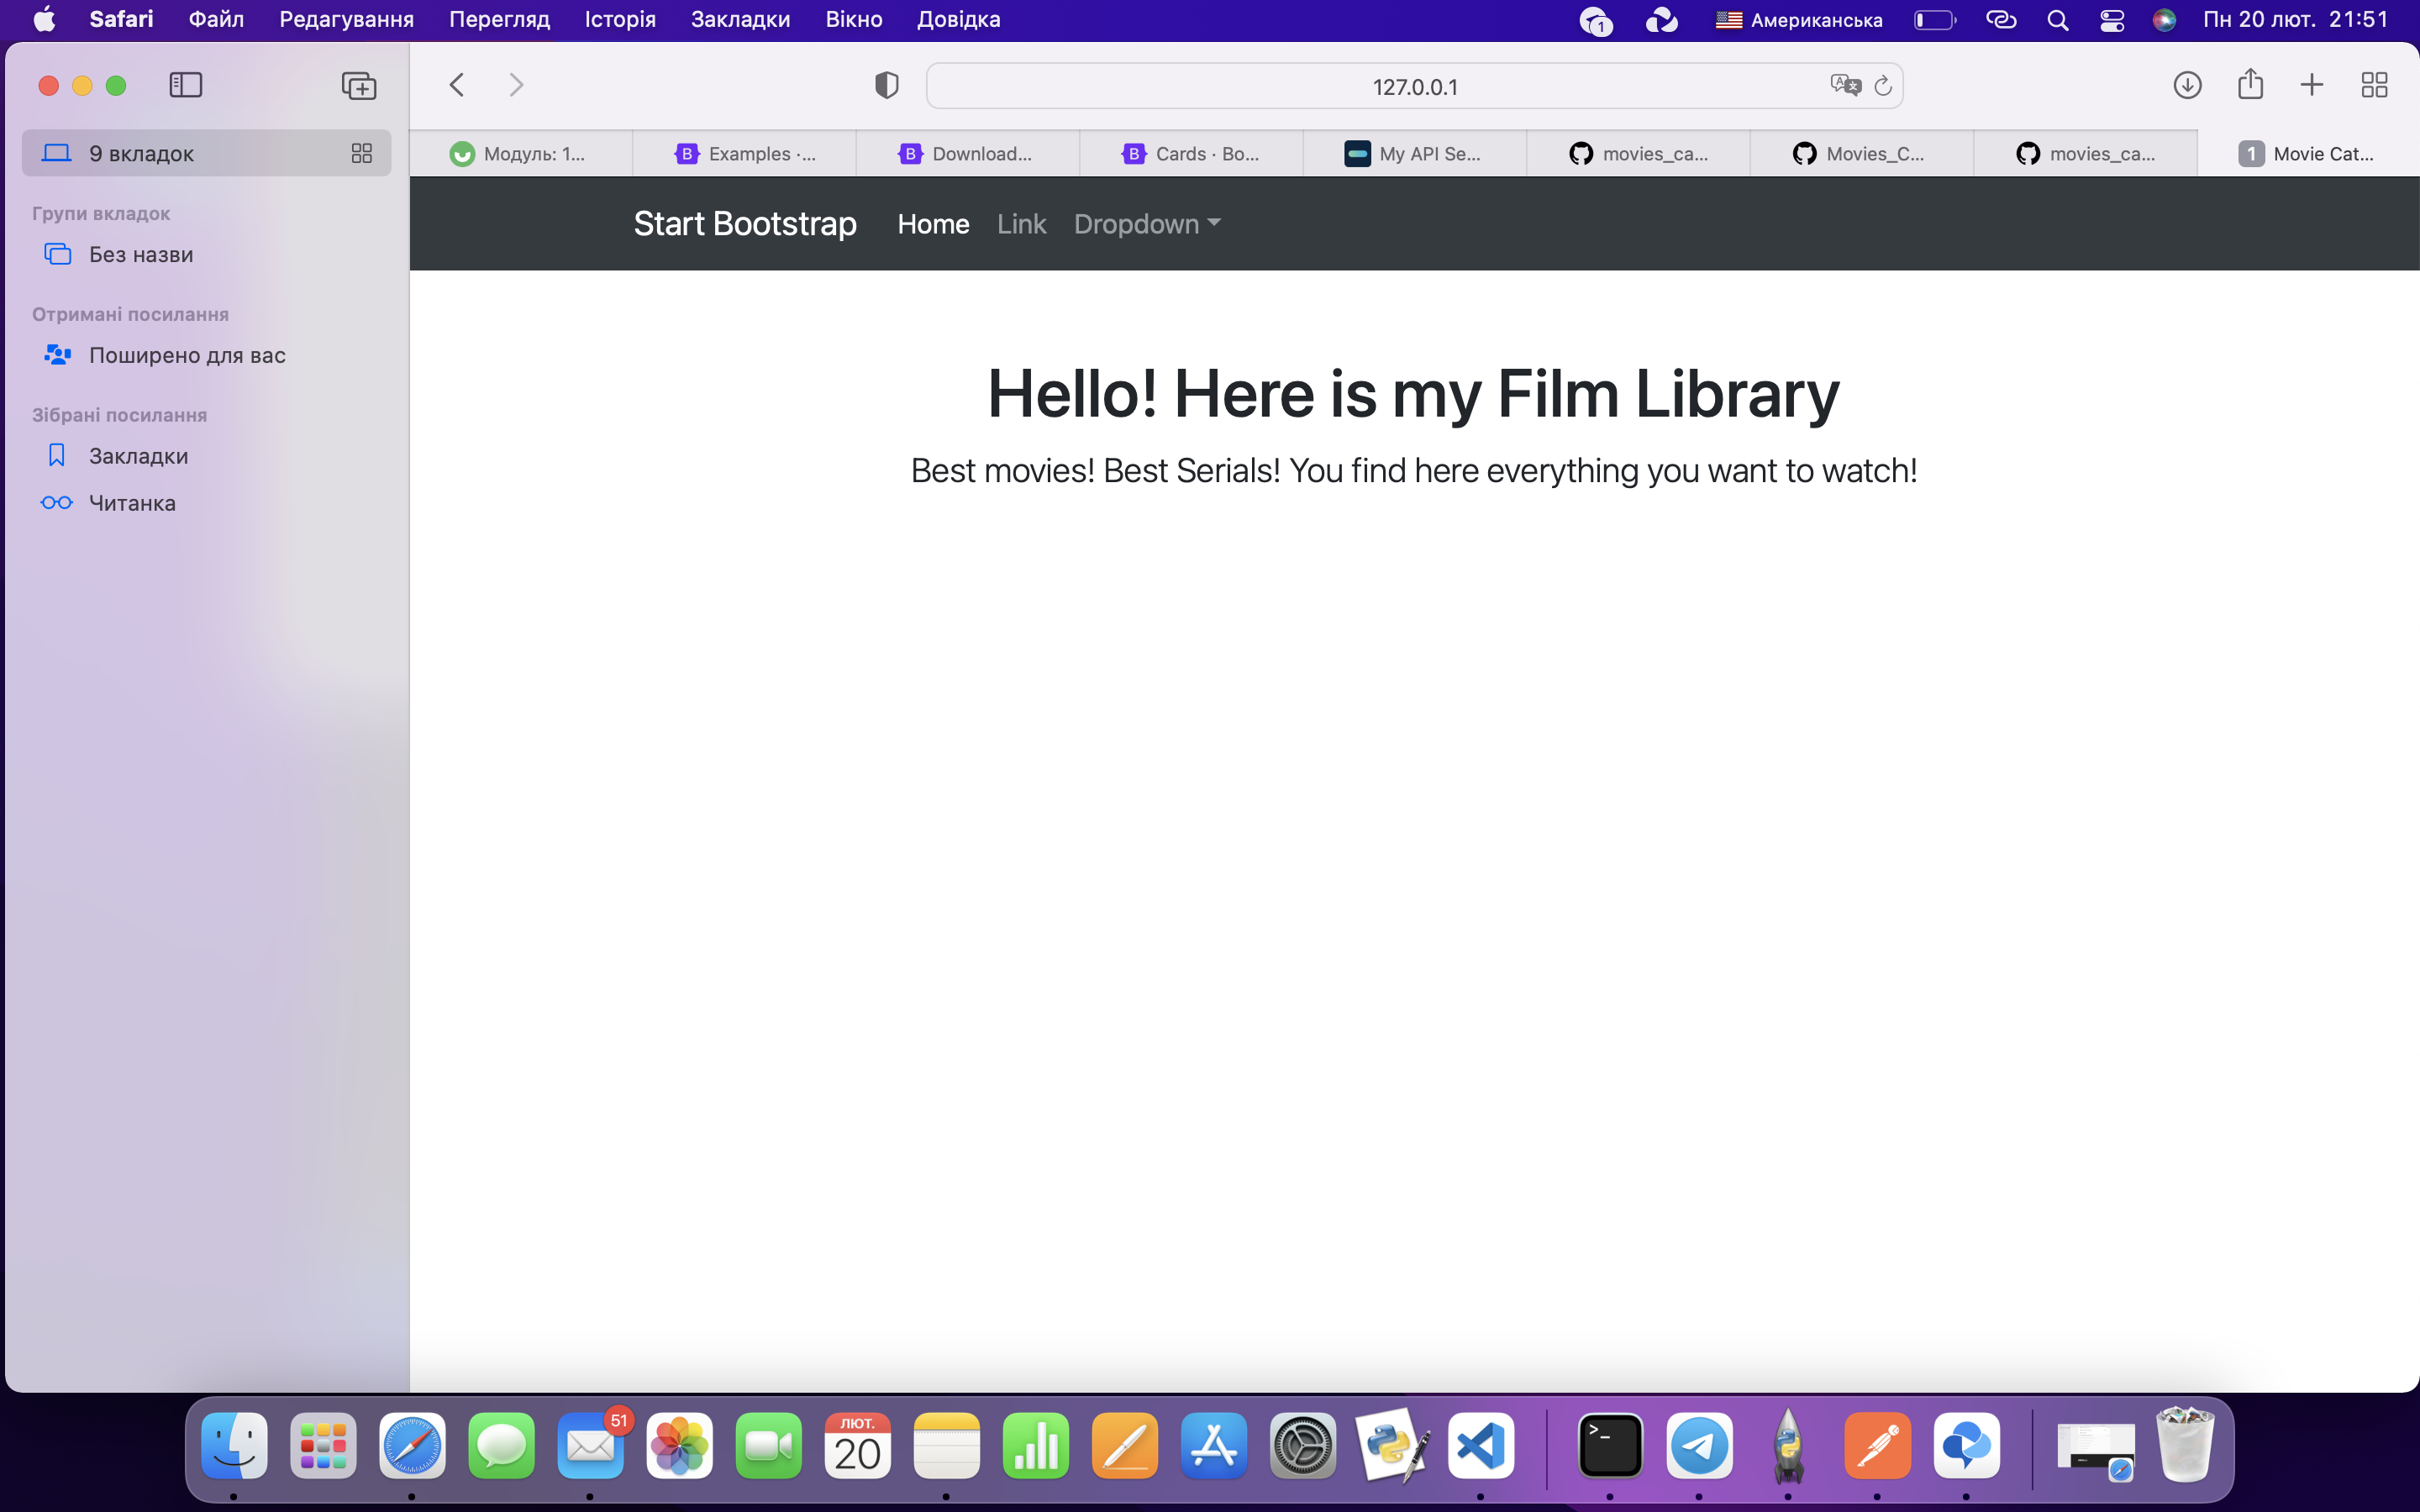 Safari Файл Редагування Перегляд Історія Закладки Вікно Довідка 1 Американська Пн 20 лют. 21:51
127.0.0.1
9 вкладок
Модуль: 1... Examples ·... Download... Cards · Bo... My API Se... movies_ca... Movies_C... movies_ca... 1 Movie Cat...
Групи вкладок
Без назви
Отримані посилання
Поширено для вас
Зібрані посилання
Закладки
Читанка
Start Bootstrap Home Link Dropdown
Hello! Here is my Film Library
Best movies! Best Serials! You find here everything you want to watch!
51
ЛЮТ.
20